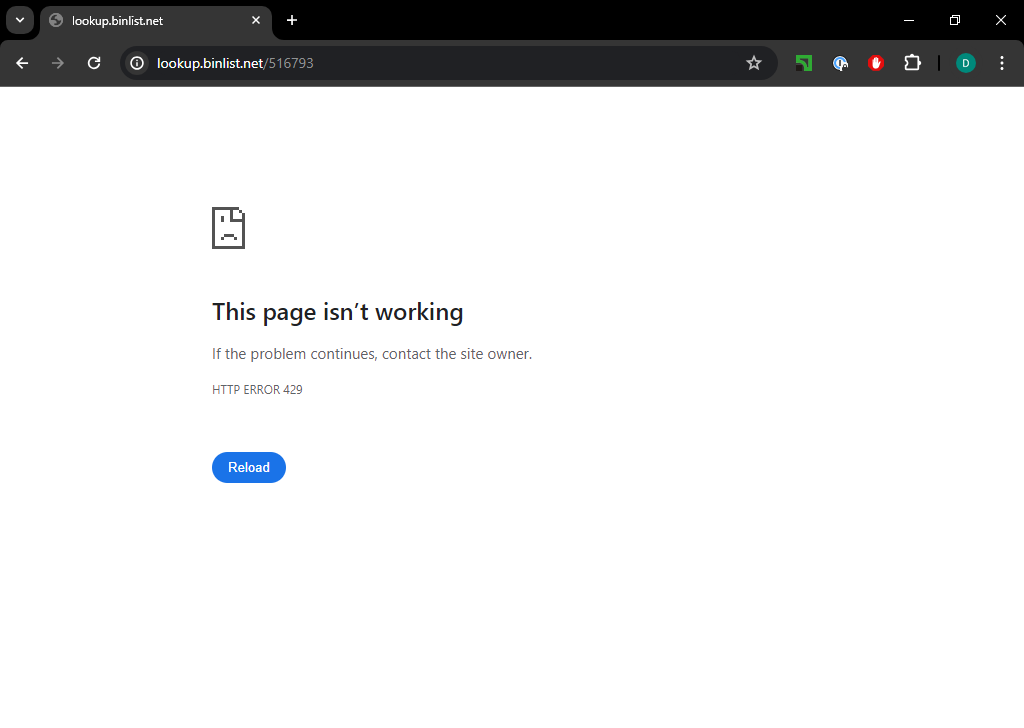 lookup.binlist.net
lookup.binlist.net/516793
D
This page isn’t working
If the problem continues, contact the site owner.
HTTP ERROR 429
Reload